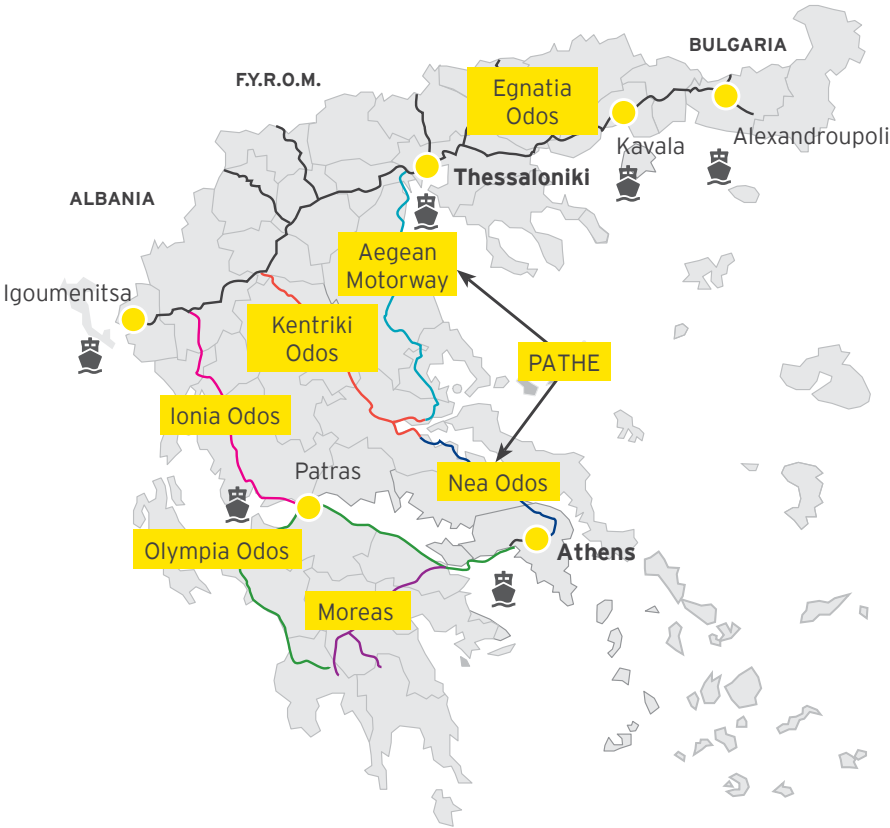 BULGARIA
F.Y.R.O.M.
Egnatia
Odos
Alexandroupoli
Kavala
Thessaloniki
ALBANIA
Aegean
Motorway
Igoumenitsa
Kentriki
Odos
PATHE
Ionia Odos
Patras
Nea Odos
Olympia Odos
Athens
Moreas